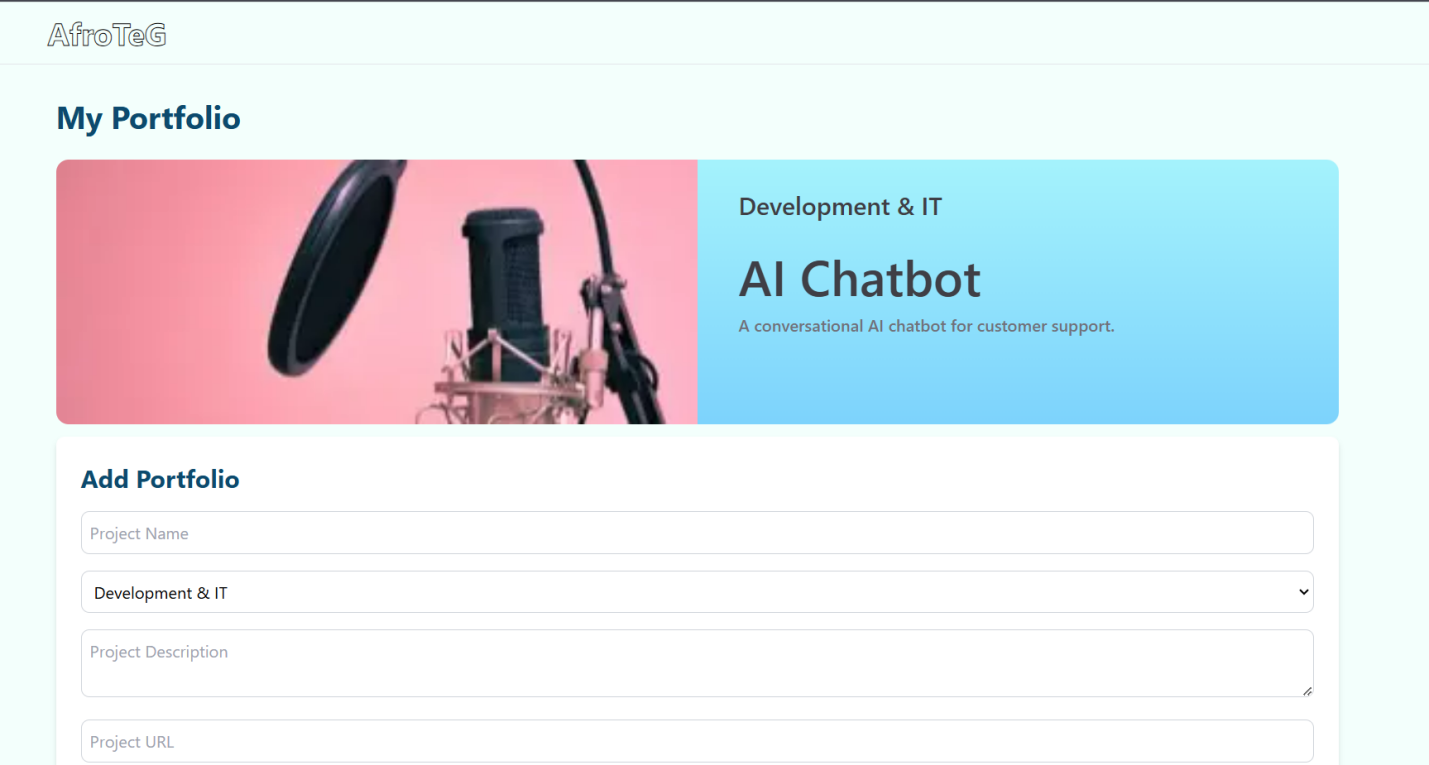 AfroTeG
My Portfolio
Development & IT
AI Chatbot
A conversational AI chatbot for customer support.
Add Portfolio
Project Name
Development & IT
Project Description
Project URL